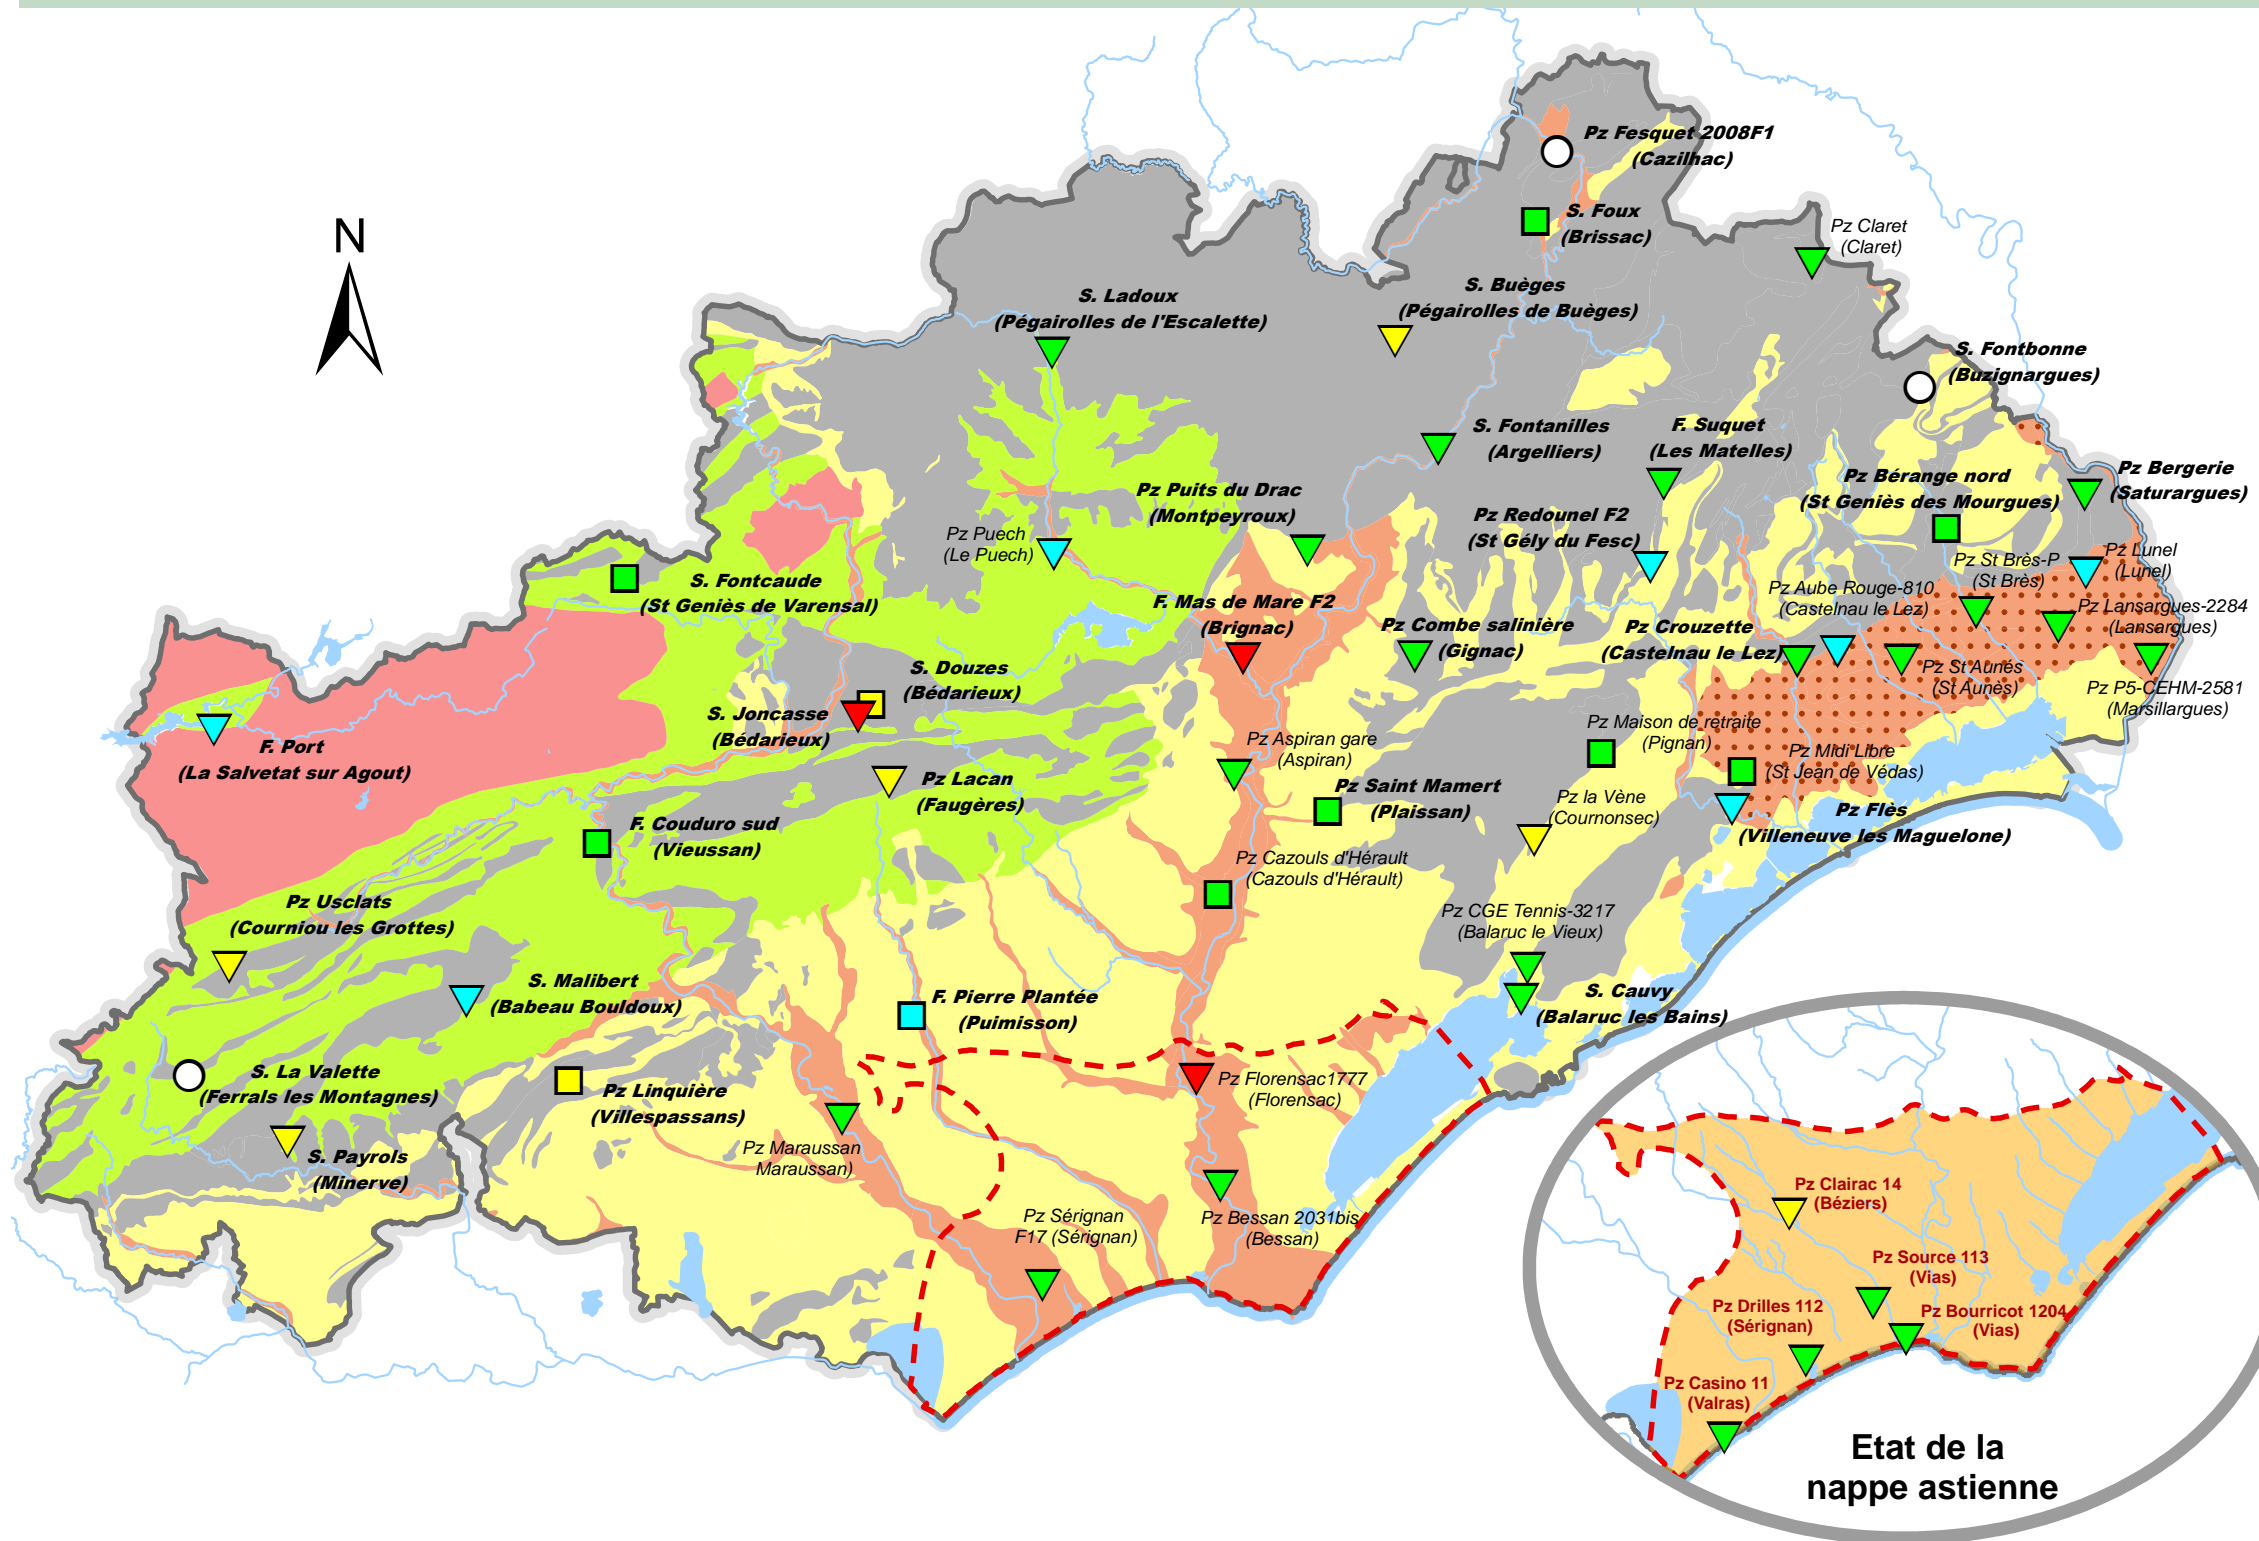 N
Pz Fesquet 2008F1
(Cazilhac)
S. Foux
(Brissac)
Pz Claret
(Claret)
S. Buèges
(Pégairolles de Buèges)
S. Ladoux
(Pégairolles de l'Escalette)
S. Fontbonne
(Buzignargues)
S. Fontanilles
(Argelliers)
F. Suquet
(Les Matelles)
Pz Bérange nord
(St Geniès des Mourgues)
Pz Bergerie
(Saturargues)
Pz Puits du Drac
(Montpeyroux)
Pz Redounel F2
(St Gély du Fesc)
Pz Puech
(Le Puech)
Pz St Brès-P
(St Brès)
Pz Lunel
(Lunel)
S. Fontcaude
(St Geniès de Varensal)
Pz Aube Rouge-810
(Castelnau le Lez)
F. Mas de Mare F2
(Brignac)
Pz Lansargues-2284
(Lansargues)
Pz Combe salinière
(Gignac)
Pz Crouzette
(Castelnau le Lez)
S. Douzes
(Bédarieux)
Pz St Aunés
(St Aunès)
Pz P5-CEHM-2581
(Marsillargues)
S. Joncasse
(Bédarieux)
F. Port
(La Salvetat sur Agout)
Pz Maison de retraite
(Pignan)
Pz Aspiran gare
(Aspiran)
Pz Midi Libre
(St Jean de Védas)
Pz Lacan
(Faugères)
Pz Saint Mamert
(Plaissan)
Pz la Vène
(Cournonsec)
Pz Flès
(Villeneuve les Maguelone)
F. Couduro sud
(Vieussan)
Pz Cazouls d'Hérault
(Cazouls d'Hérault)
Pz Usclats
(Courniou les Grottes)
Pz CGE Tennis-3217
(Balaruc le Vieux)
S. Malibert
(Babeau Bouldoux)
F. Pierre Plantée
(Puimisson)
S. Cauvy
(Balaruc les Bains)
S. La Valette
(Ferrals les Montagnes)
Pz Linquière
(Villespassans)
Pz Florensac1777
(Florensac)
Pz Maraussan
Maraussan)
S. Payrols
(Minerve)
Pz Sérignan
F17 (Sérignan)
Pz Bessan 2031bis
(Bessan)
Pz Clairac 14
(Béziers)
Pz Source 113
(Vias)
Pz Drilles 112
(Sérignan)
Pz Bourricot 1204
(Vias)
Pz Casino 11
(Valras)
Etat de la
nappe astienne